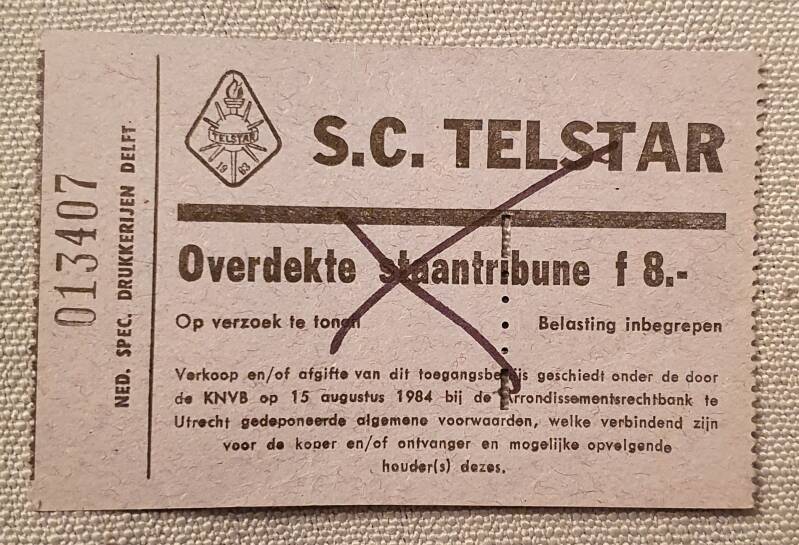 013407
NED. SPEC. DRUKKERIJEN DELFT
TELSTAR
19 63
S.C. TELSTAR
Overdekte staantribune f 8.-
Op verzoek te tonen Belasting inbegrepen
Verkoop en/of afgifte van dit toegangsbewijs geschiedt onder de door
de KNVB op 15 augustus 1984 bij de Arrondissementsrechtbank te
Utrecht gedeponeerde algemene voorwaarden, welke verbindend zijn
voor de koper en/of ontvanger en mogelijke opvolgende
houder(s) dezes.